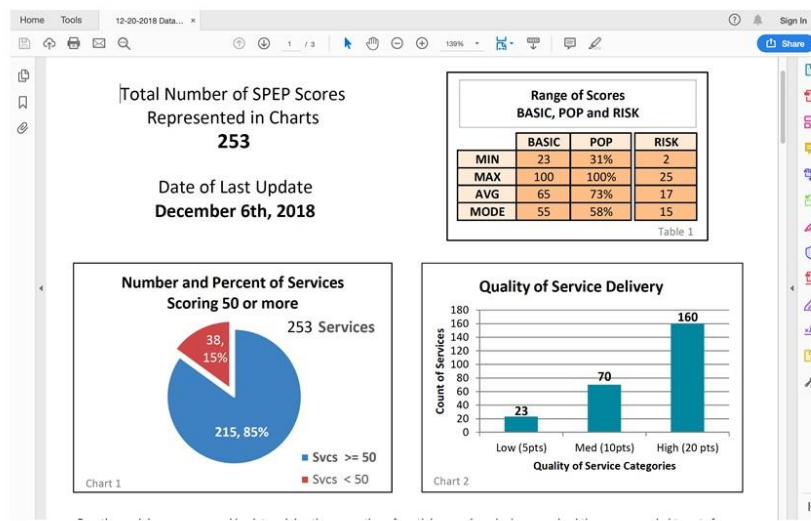 Home Tools 12-20-2018 Data... × Sign In
1 / 3 139% Share
Total Number of SPEP Scores
Represented in Charts
253
Date of Last Update
December 6th, 2018
Range of Scores
BASIC, POP and RISK
BASIC POP RISK
MIN 23 31% 2
MAX 100 100% 25
AVG 65 73% 17
MODE 55 58% 15
Table 1
Number and Percent of Services
Scoring 50 or more
253 Services
38,
15%
215, 85%
Svcs >= 50
Svcs < 50
Chart 1
Quality of Service Delivery
Count of Services
180
160
140
120
100
80
60
40
20
0
23
70
160
Low (5pts) Med (10pts) High (20 pts)
Quality of Service Categories
Chart 2